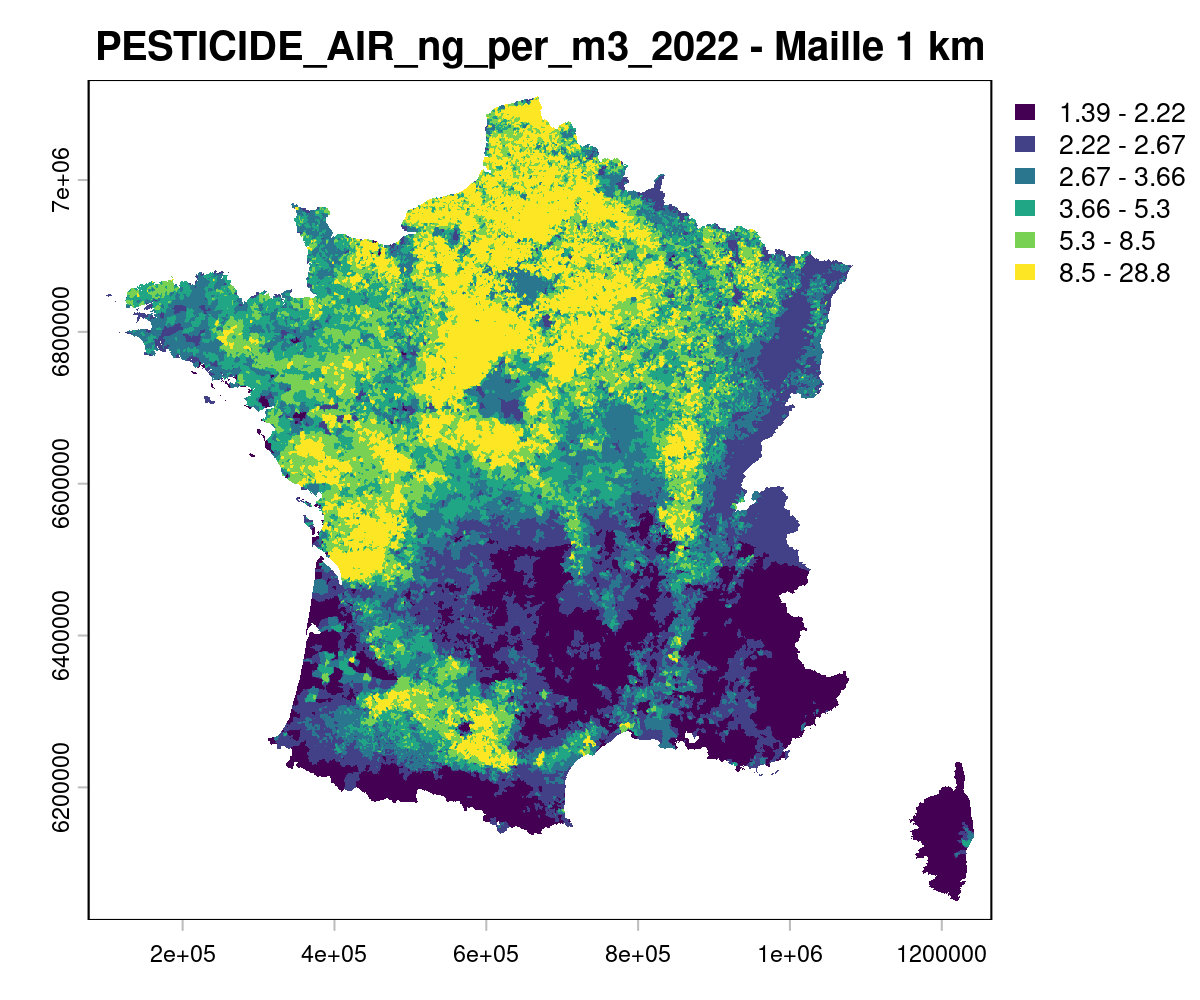 PESTICIDE_AIR_ng_per_m3_2022 - Maille 1 km
1.39 - 2.22
2.22 - 2.67
2.67 - 3.66
3.66 - 5.3
5.3 - 8.5
8.5 - 28.8
7e+06
6800000
6600000
6400000
6200000
2e+05
4e+05
6e+05
8e+05
1e+06
1200000